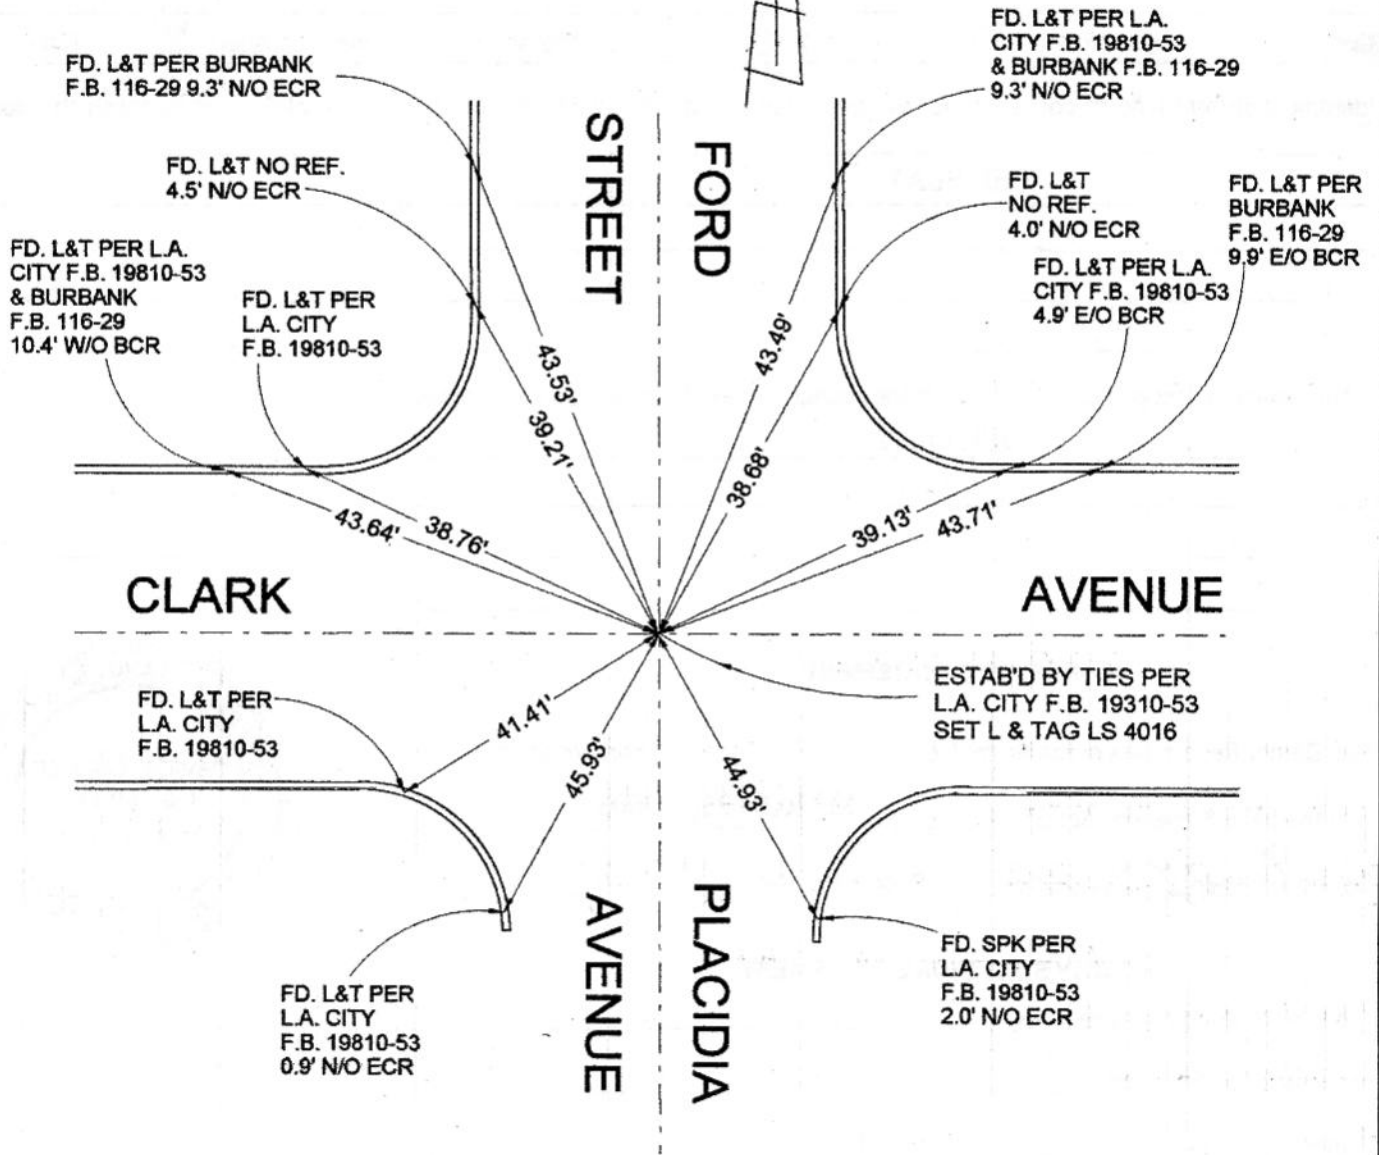 FD. L&T PER BURBANK
F.B. 116-29 9.3' N/O ECR
FD. L&T PER L.A.
CITY F.B. 19810-53
& BURBANK F.B. 116-29
9.3' N/O ECR
STREET
FORD
FD. L&T NO REF.
4.5' N/O ECR
FD. L&T
NO REF.
4.0' N/O ECR
FD. L&T PER
BURBANK
F.B. 116-29
9.9' E/O BCR
FD. L&T PER L.A.
CITY F.B. 19810-53
& BURBANK
F.B. 116-29
10.4' W/O BCR
FD. L&T PER
L.A. CITY
F.B. 19810-53
FD. L&T PER L.A.
CITY F.B. 19810-53
4.9' E/O BCR
43.53'
39.21'
43.49'
38.68'
43.64'
38.76'
39.13'
43.71'
CLARK
AVENUE
FD. L&T PER
L.A. CITY
F.B. 19810-53
41.41'
45.93'
44.93'
ESTAB'D BY TIES PER
L.A. CITY F.B. 19310-53
SET L & TAG LS 4016
AVENUE
PLACIDIA
FD. L&T PER
L.A. CITY
F.B. 19810-53
0.9' N/O ECR
FD. SPK PER
L.A. CITY
F.B. 19810-53
2.0' N/O ECR